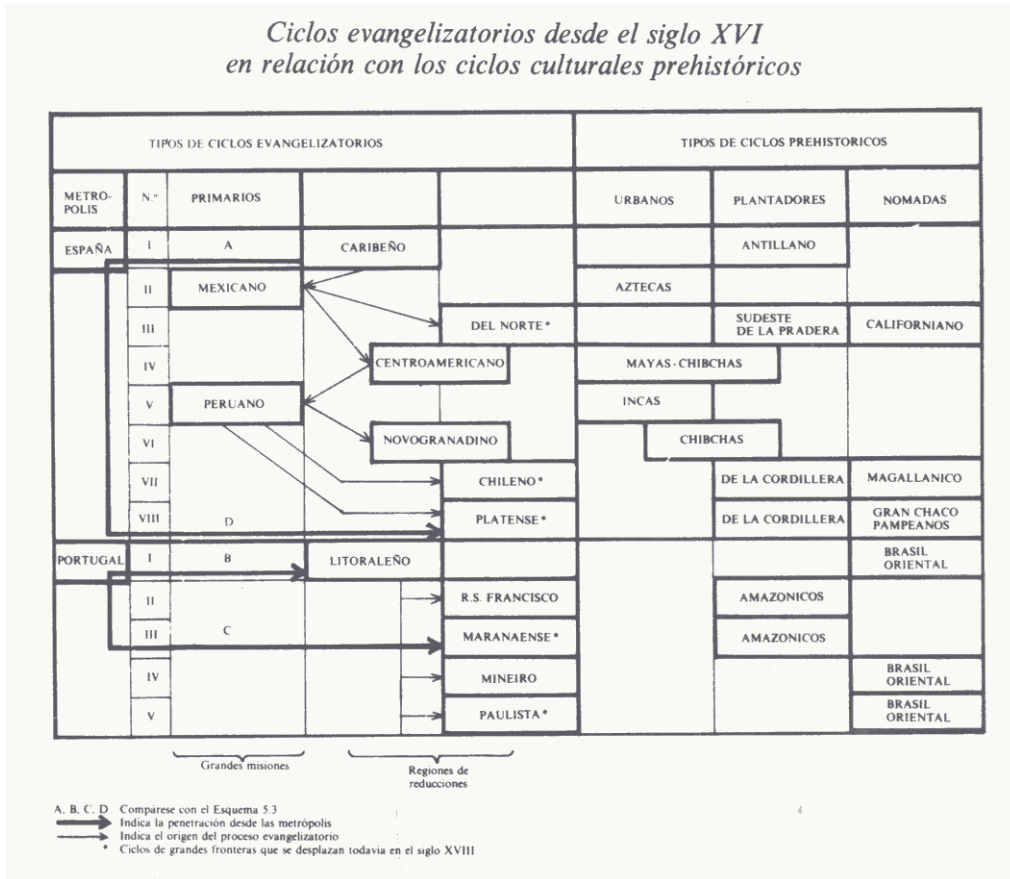 Ciclos evangelizatorios desde el siglo XVI
en relación con los ciclos culturales prehistóricos
TIPOS DE CICLOS EVANGELIZATORIOS
TIPOS DE CICLOS PREHISTORICOS
METRO-
POLIS
N.º
PRIMARIOS
URBANOS
PLANTADORES
NOMADAS
ESPAÑA
I
A
CARIBEÑO
ANTILLANO
II
MEXICANO
AZTECAS
III
DEL NORTE*
SUDESTE
DE LA PRADERA
CALIFORNIANO
IV
CENTROAMERICANO
MAYAS-CHIBCHAS
V
PERUANO
INCAS
VI
NOVOGRANADINO
CHIBCHAS
VII
CHILENO*
DE LA CORDILLERA
MAGALLANICO
VIII
D
PLATENSE*
DE LA CORDILLERA
GRAN CHACO
PAMPEANOS
PORTUGAL
I
B
LITORALEÑO
BRASIL
ORIENTAL
II
R.S. FRANCISCO
AMAZONICOS
III
C
MARANAENSE*
AMAZONICOS
IV
MINEIRO
BRASIL
ORIENTAL
V
PAULISTA*
BRASIL
ORIENTAL
Grandes misiones
Regiones de
reducciones
A, B, C, D Compárese con el Esquema 5.3
Indica la penetración desde las metrópolis
Indica el origen del proceso evangelizatorio
* Ciclos de grandes fronteras que se desplazan todavia en el siglo XVIII